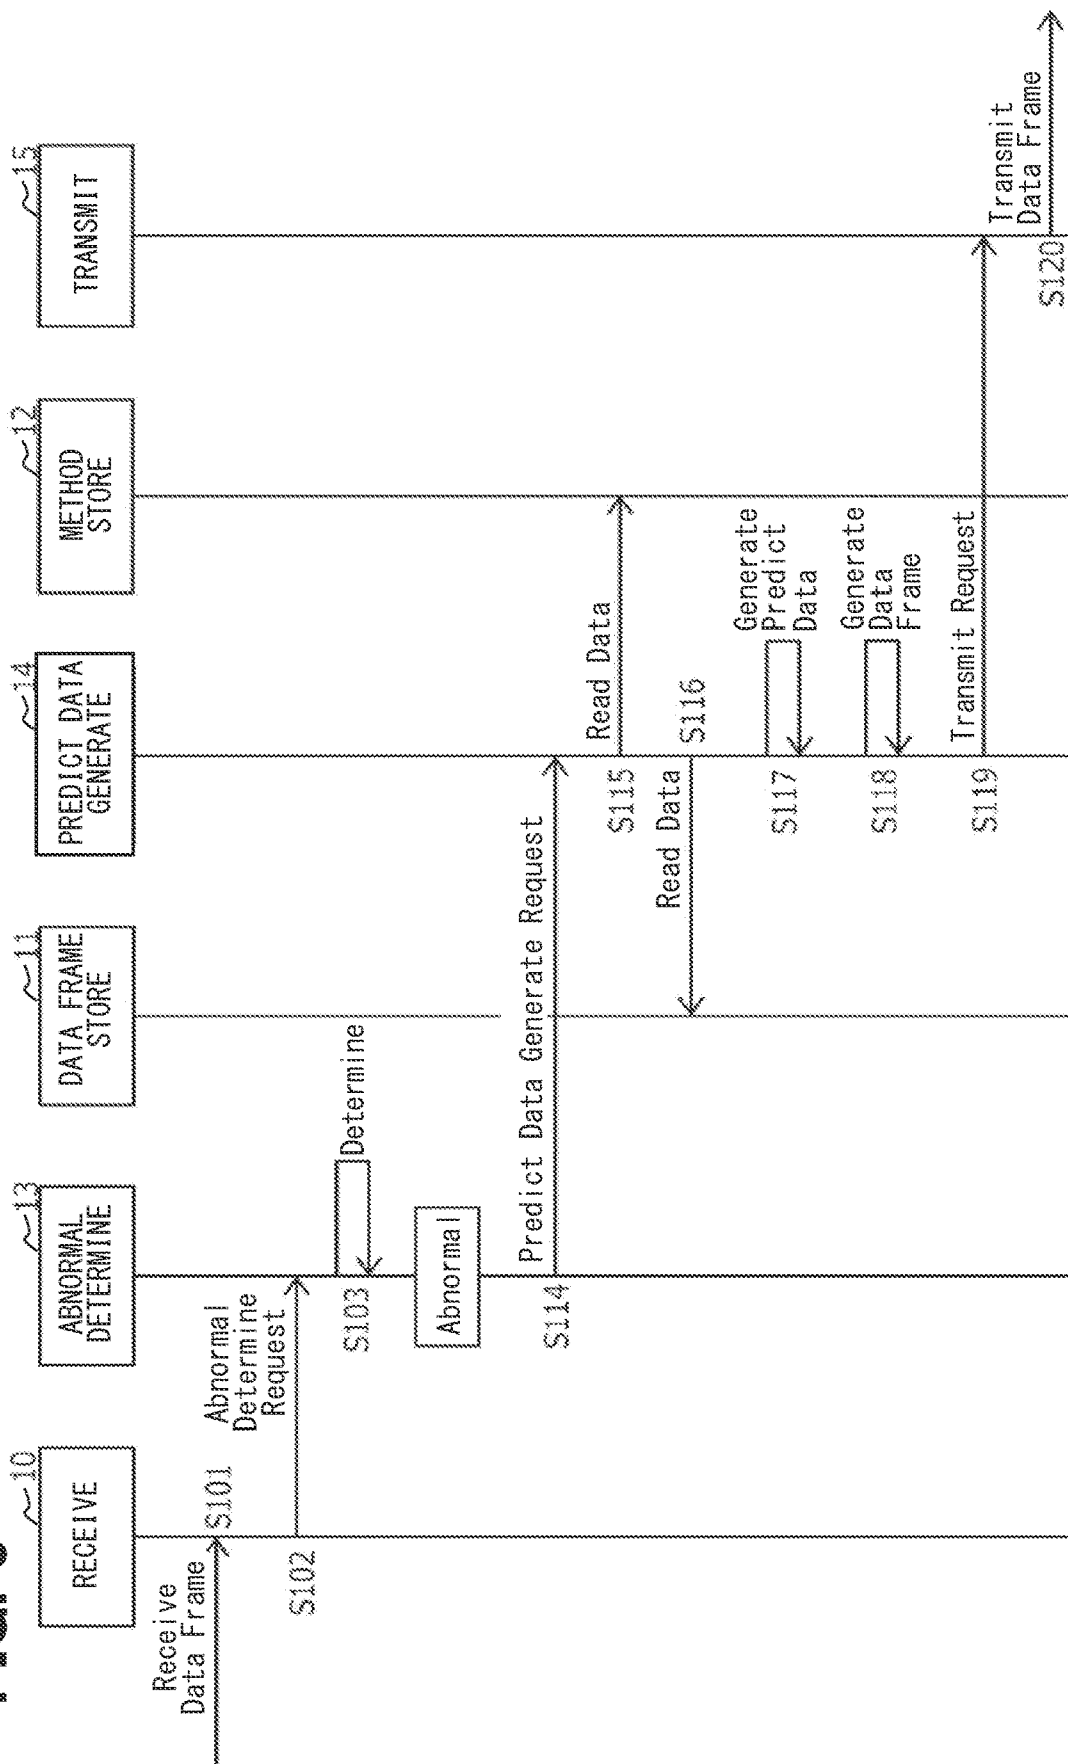 10
RECEIVE
13
ABNORMAL
DETERMINE
11
DATA FRAME
STORE
14
PREDICT DATA
GENERATE
12
METHOD
STORE
15
TRANSMIT
Receive
Data Frame
S101
Abnormal
Determine
Request
S102
Determine
S103
Abnormal
Predict Data Generate Request
S114
Read Data
S115
Read Data
S116
Generate
Predict
Data
S117
Generate
Data
Frame
S118
Transmit Request
S119
Transmit
Data Frame
S120